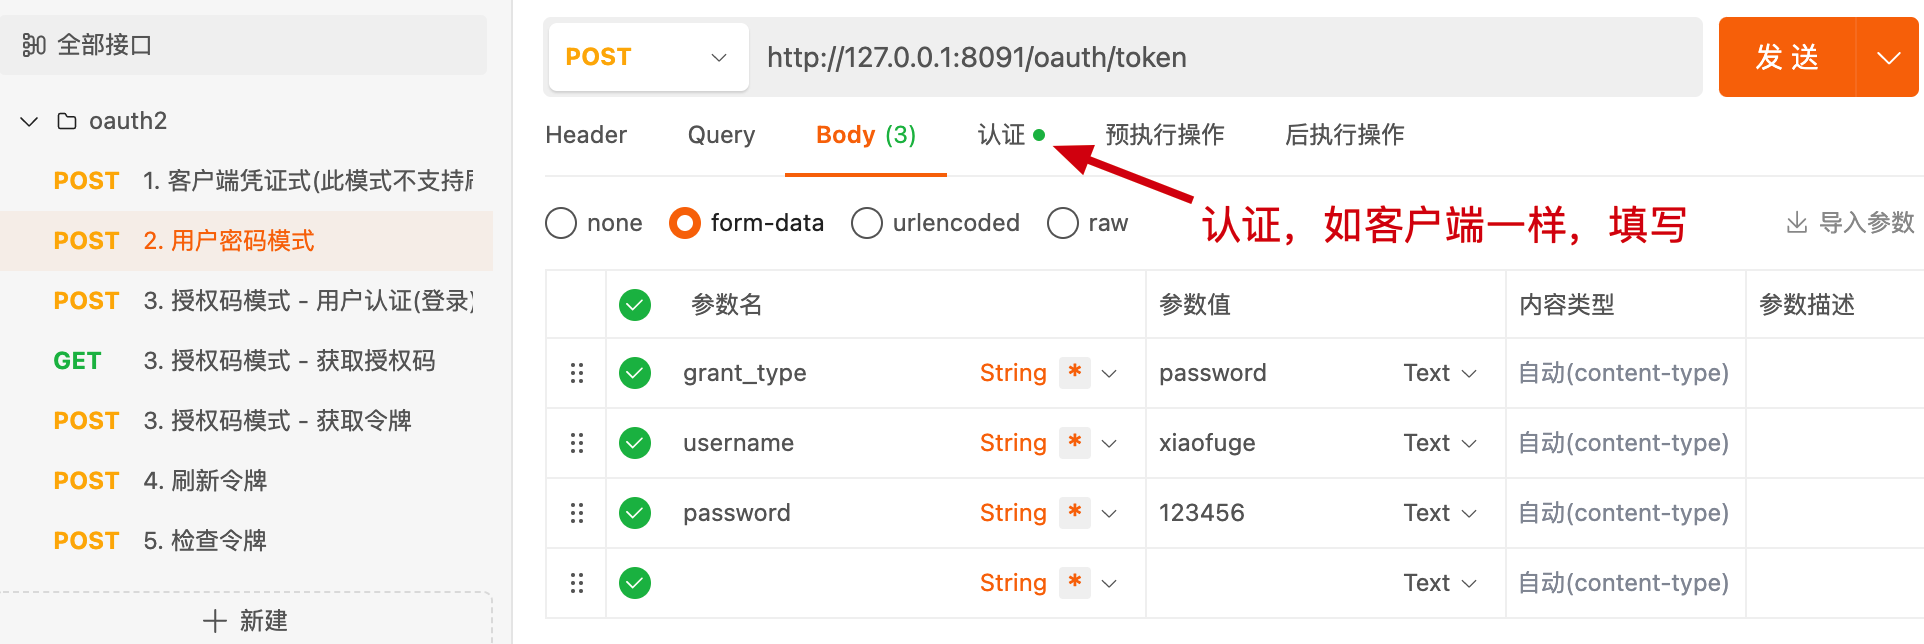 全部接口
oauth2
POST 1. 客户端凭证式(此模式不支持
POST 2. 用户密码模式
POST 3. 授权码模式 - 用户认证(登录)
GET 3. 授权码模式 - 获取授权码
POST 3. 授权码模式 - 获取令牌
POST 4. 刷新令牌
POST 5. 检查令牌
新建
POST http://127.0.0.1:8091/oauth/token 发 送
Header Query Body (3) 认证 预执行操作 后执行操作
认证，如客户端一样，填写
none form-data urlencoded raw 导入参数
参数名 参数值 内容类型 参数描述
grant_type String * password Text 自动(content-type)
username String * xiaofuge Text 自动(content-type)
password String * 123456 Text 自动(content-type)
String * Text 自动(content-type)